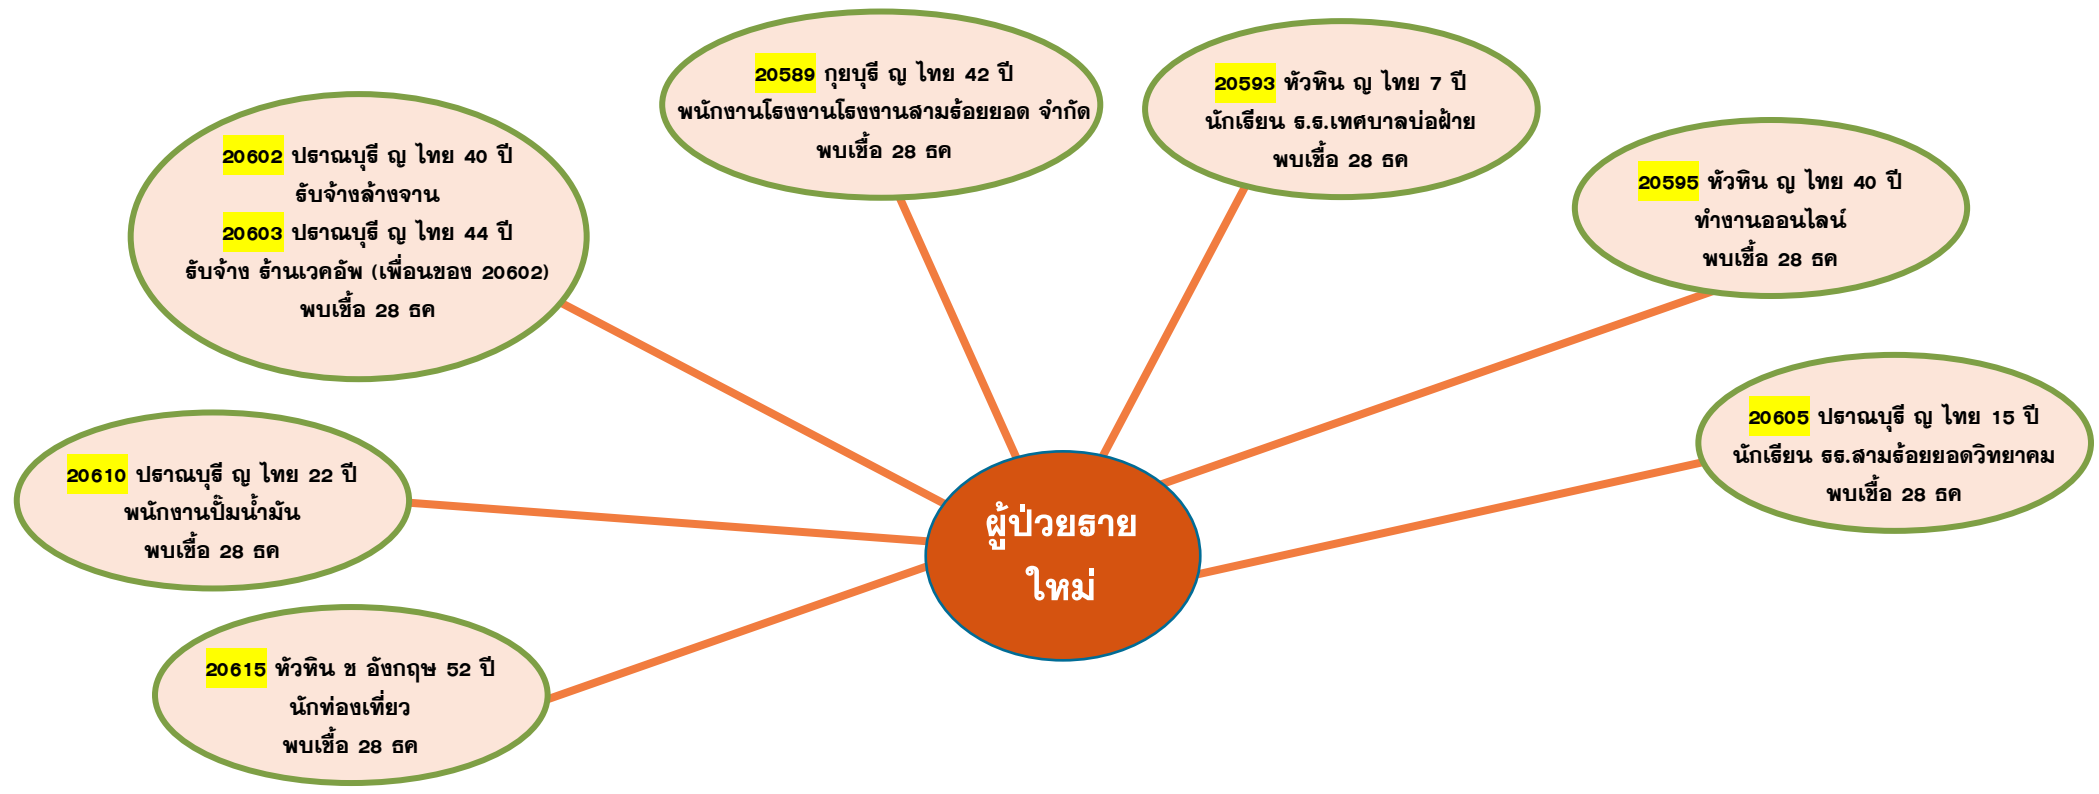 20589 กุยบุรี ญ ไทย 42 ปี
พนักงานโรงงานโรงงานสามร้อยยอด จำกัด
พบเชื้อ 28 ธค
20593 หัวหิน ญ ไทย 7 ปี
นักเรียน ร.ร.เทศบาลบ่อฝ้าย
พบเชื้อ 28 ธค
20602 ปราณบุรี ญ ไทย 40 ปี
รับจ้างล้างจาน
20603 ปราณบุรี ญ ไทย 44 ปี
รับจ้าง ร้านเวคอัพ (เพื่อนของ 20602)
พบเชื้อ 28 ธค
20595 หัวหิน ญ ไทย 40 ปี
ทำงานออนไลน์
พบเชื้อ 28 ธค
20605 ปราณบุรี ญ ไทย 15 ปี
นักเรียน รร.สามร้อยยอดวิทยาคม
พบเชื้อ 28 ธค
20610 ปราณบุรี ญ ไทย 22 ปี
พนักงานปั๊มน้ำมัน
พบเชื้อ 28 ธค
ผู้ป่วยราย
ใหม่
20615 หัวหิน ช อังกฤษ 52 ปี
นักท่องเที่ยว
พบเชื้อ 28 ธค